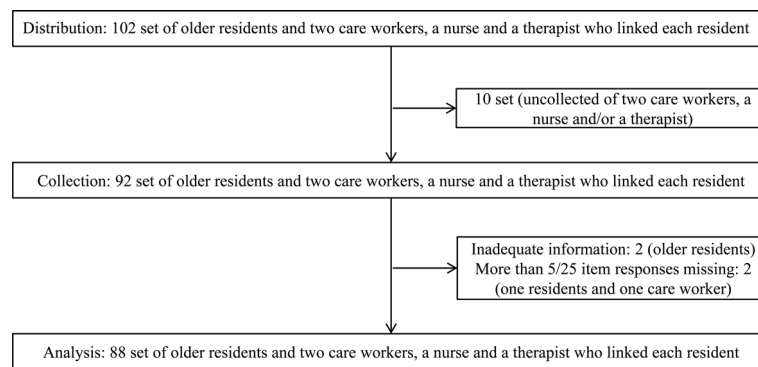 Distribution: 102 set of older residents and two care workers, a nurse and a therapist who linked each resident
10 set (uncollected of two care workers, a
nurse and/or a therapist)
Collection: 92 set of older residents and two care workers, a nurse and a therapist who linked each resident
Inadequate information: 2 (older residents)
More than 5/25 item responses missing: 2
(one residents and one care worker)
Analysis: 88 set of older residents and two care workers, a nurse and a therapist who linked each resident